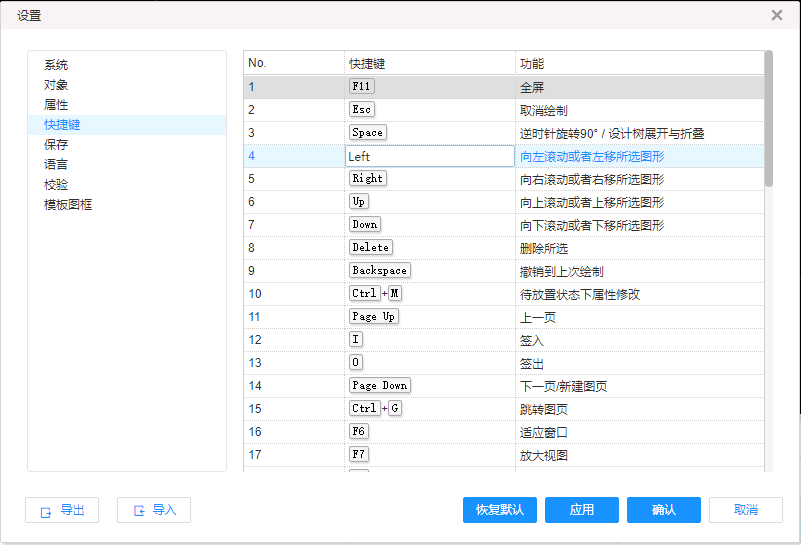 设置
系统
对象
属性
快捷键
保存
语言
校验
模板图框
No. 快捷键 功能
1 F11 全屏
2 Esc 取消绘制
3 Space 逆时针旋转90° / 设计树展开与折叠
4 Left 向左滚动或者左移所选图形
5 Right 向右滚动或者右移所选图形
6 Up 向上滚动或者上移所选图形
7 Down 向下滚动或者下移所选图形
8 Delete 删除所选
9 Backspace 撤销到上次绘制
10 Ctrl+M 待放置状态下属性修改
11 Page Up 上一页
12 I 签入
13 O 签出
14 Page Down 下一页/新建图页
15 Ctrl+G 跳转图页
16 F6 适应窗口
17 F7 放大视图
导出 导入 恢复默认 应用 确认 取消